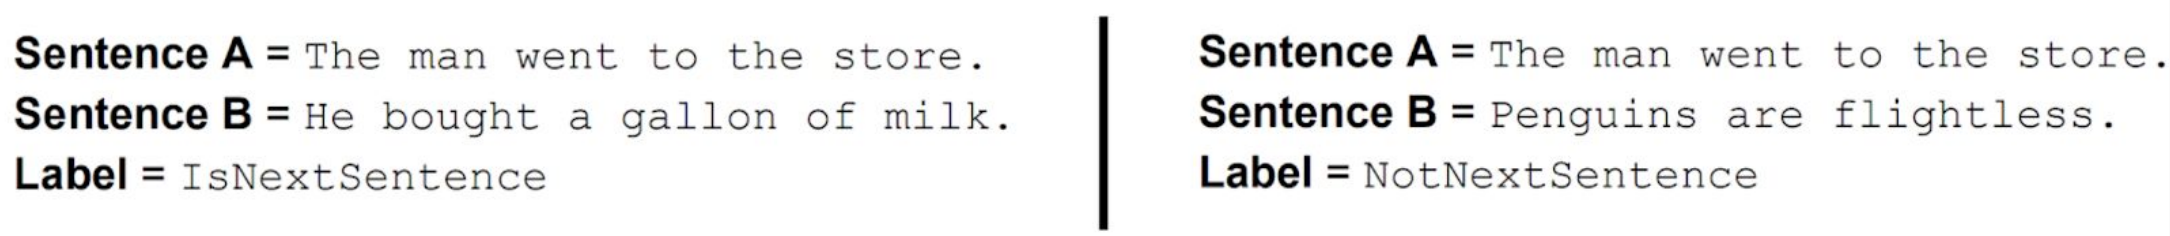 Sentence A = The man went to the store.
Sentence B = He bought a gallon of milk.
Label = IsNextSentence
Sentence A = The man went to the store.
Sentence B = Penguins are flightless.
Label = NotNextSentence